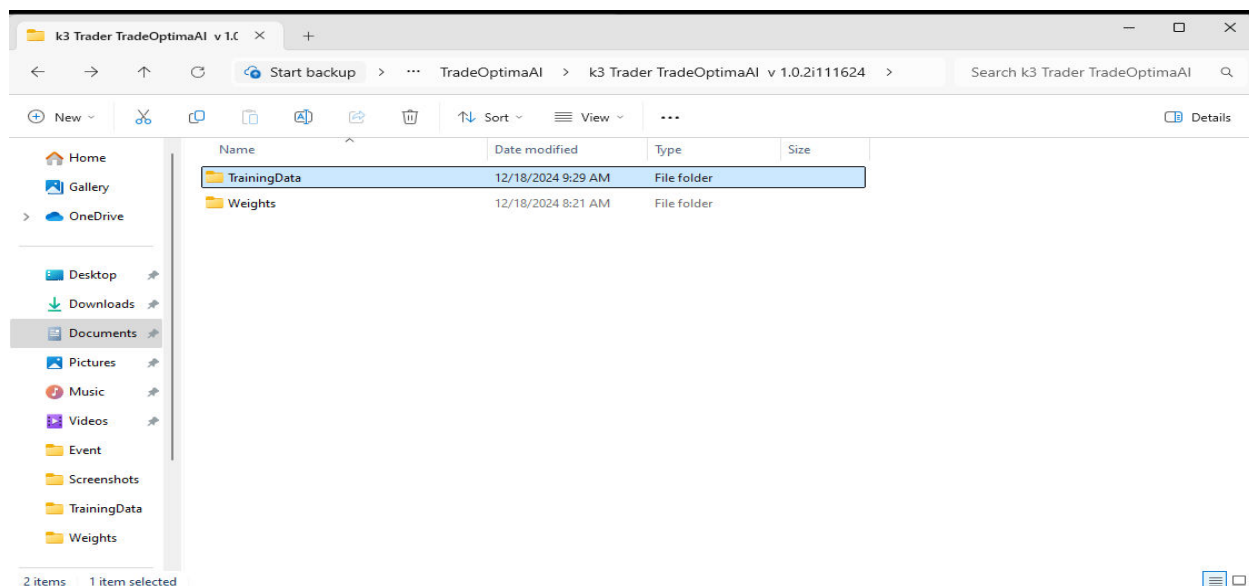 k3 Trader TradeOptimaAI v 1.(
Start backup > ... TradeOptimaAI > k3 Trader TradeOptimaAI v 1.0.2i111624 > Search k3 Trader TradeOptimaAI
New Sort View ... Details
Name Date modified Type Size
TrainingData 12/18/2024 9:29 AM File folder
Weights 12/18/2024 8:21 AM File folder
Home
Gallery
OneDrive
Desktop
Downloads
Documents
Pictures
Music
Videos
Event
Screenshots
TrainingData
Weights
2 items 1 item selected